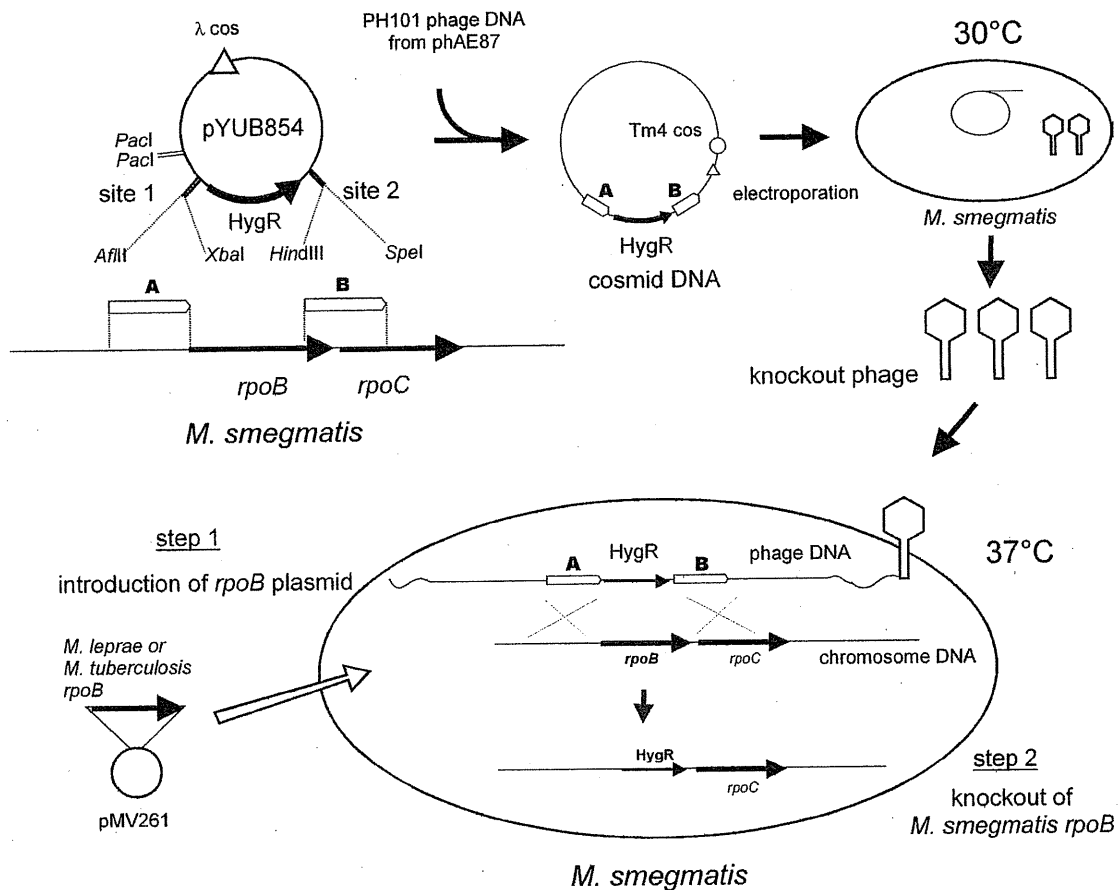 λ cos
pYUB854
PacI
PacI
site 1
site 2
HygR
AflII
XbaI
HindIII
SpeI
A
B
rpoB
rpoC
M. smegmatis
PH101 phage DNA
from phAE87
Tm4 cos
A
B
HygR
cosmid DNA
electroporation
30°C
M. smegmatis
knockout phage
37°C
step 1
introduction of rpoB plasmid
M. leprae or
M. tuberculosis
rpoB
pMV261
A
HygR
B
phage DNA
rpoB
rpoC
chromosome DNA
HygR
rpoC
step 2
knockout of
M. smegmatis rpoB
M. smegmatis